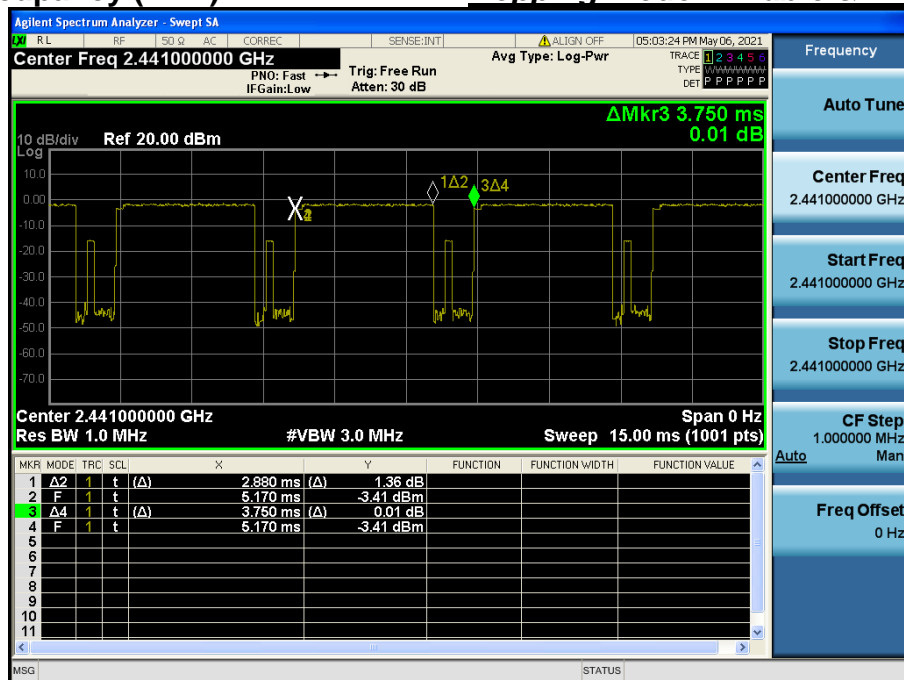 Agilent Spectrum Analyzer - Swept SA
LXI RL RF 50 Ω AC CORREC SENSE:INT ALIGN OFF 05:03:24 PM May 06, 2021
Center Freq 2.441000000 GHz
PNO: Fast
IFGain:Low
Trig: Free Run
Atten: 30 dB
Avg Type: Log-Pwr
TRACE 1 2 3 4 5 6
TYPE WWWWWW
DET P P P P P P
ΔMkr3 3.750 ms
0.01 dB
10 dB/div Ref 20.00 dBm
Log
10.0
0.00
-10.0
-20.0
-30.0
-40.0
-50.0
-60.0
-70.0
1Δ2 3Δ4
X
Center 2.441000000 GHz Span 0 Hz
Res BW 1.0 MHz #VBW 3.0 MHz Sweep 15.00 ms (1001 pts)
MKR MODE TRC SCL X Y FUNCTION FUNCTION WIDTH FUNCTION VALUE
1 Δ2 1 t (Δ) 2.880 ms (Δ) 1.36 dB
2 F 1 t 5.170 ms -3.41 dBm
3 Δ4 1 t (Δ) 3.750 ms (Δ) 0.01 dB
4 F 1 t 5.170 ms -3.41 dBm
5
6
7
8
9
10
11
MSG STATUS
Frequency
Auto Tune
Center Freq
2.441000000 GHz
Start Freq
2.441000000 GHz
Stop Freq
2.441000000 GHz
CF Step
1.000000 MHz
Auto Man
Freq Offset
0 Hz